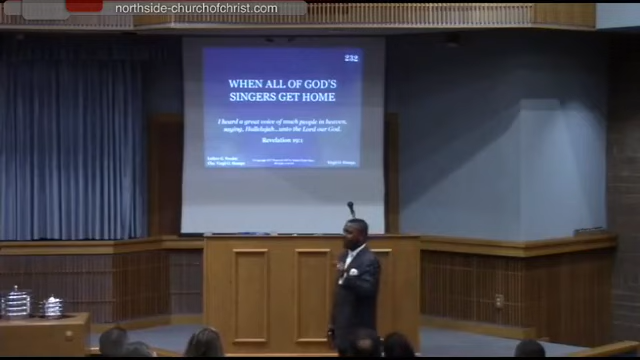 northside-churchofchrist.com
232
WHEN ALL OF GOD'S
SINGERS GET HOME
I heard a great voice of much people in heaven,
saying, Hallelujah...unto the Lord our God.
Revelation 19:1